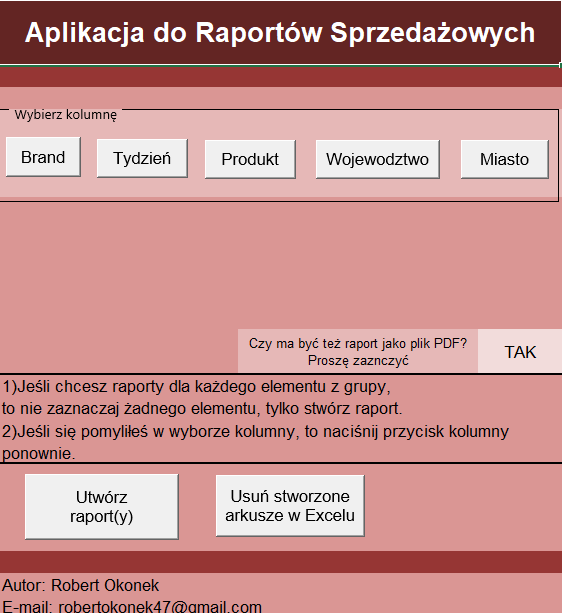 Aplikacja do Raportów Sprzedażowych
Wybierz kolumnę
Brand Tydzień Produkt Wojewodztwo Miasto
Czy ma być też raport jako plik PDF?
Proszę zaznczyć
TAK
1)Jeśli chcesz raporty dla każdego elementu z grupy,
to nie zaznaczaj żadnego elementu, tylko stwórz raport.
2)Jeśli się pomyliłeś w wyborze kolumny, to naciśnij przycisk kolumny
ponownie.
Utwórz
raport(y)
Usuń stworzone
arkusze w Excelu
Autor: Robert Okonek
E-mail: robertokonek47@gmail.com